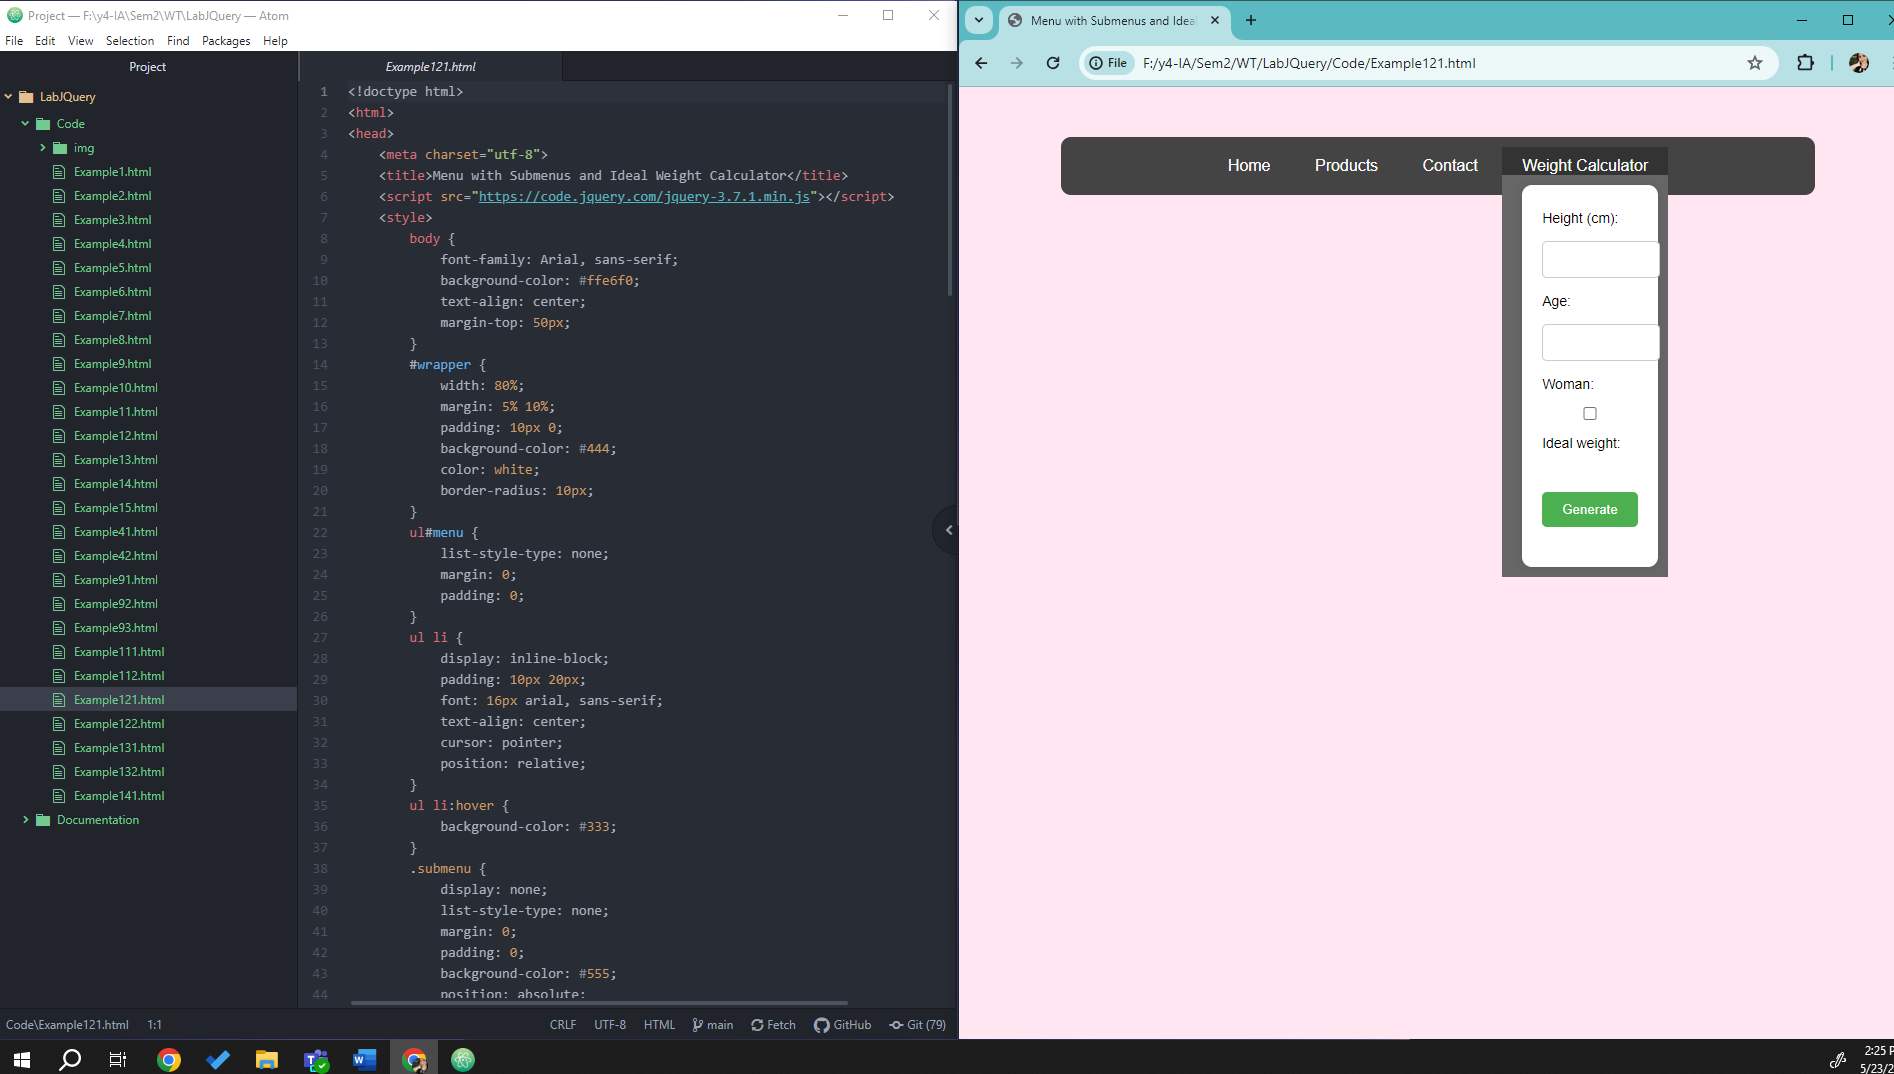 Project — F:\y4-IA\Sem2\WT\LabJQuery — Atom
File Edit View Selection Find Packages Help
Project
LabJQuery
Code
img
Example1.html
Example2.html
Example3.html
Example4.html
Example5.html
Example6.html
Example7.html
Example8.html
Example9.html
Example10.html
Example11.html
Example12.html
Example13.html
Example14.html
Example15.html
Example41.html
Example42.html
Example91.html
Example92.html
Example93.html
Example111.html
Example112.html
Example121.html
Example122.html
Example131.html
Example132.html
Example141.html
Documentation
Example121.html
1 <!doctype html>
2 <html>
3 <head>
4 <meta charset="utf-8">
5 <title>Menu with Submenus and Ideal Weight Calculator</title>
6 <script src="https://code.jquery.com/jquery-3.7.1.min.js"></script>
7 <style>
8 body {
9 font-family: Arial, sans-serif;
10 background-color: #ffe6f0;
11 text-align: center;
12 margin-top: 50px;
13 }
14 #wrapper {
15 width: 80%;
16 margin: 5% 10%;
17 padding: 10px 0;
18 background-color: #444;
19 color: white;
20 border-radius: 10px;
21 }
22 ul#menu {
23 list-style-type: none;
24 margin: 0;
25 padding: 0;
26 }
27 ul li {
28 display: inline-block;
29 padding: 10px 20px;
30 font: 16px arial, sans-serif;
31 text-align: center;
32 cursor: pointer;
33 position: relative;
34 }
35 ul li:hover {
36 background-color: #333;
37 }
38 .submenu {
39 display: none;
40 list-style-type: none;
41 margin: 0;
42 padding: 0;
43 background-color: #555;
44 position: absolute;
Code\Example121.html 1:1 CRLF UTF-8 HTML main Fetch GitHub Git (79)
Menu with Submenus and Idea
File F:/y4-IA/Sem2/WT/LabJQuery/Code/Example121.html
Home Products Contact Weight Calculator
Height (cm):
Age:
Woman:
Ideal weight:
Generate
2:25 P
5/23/2